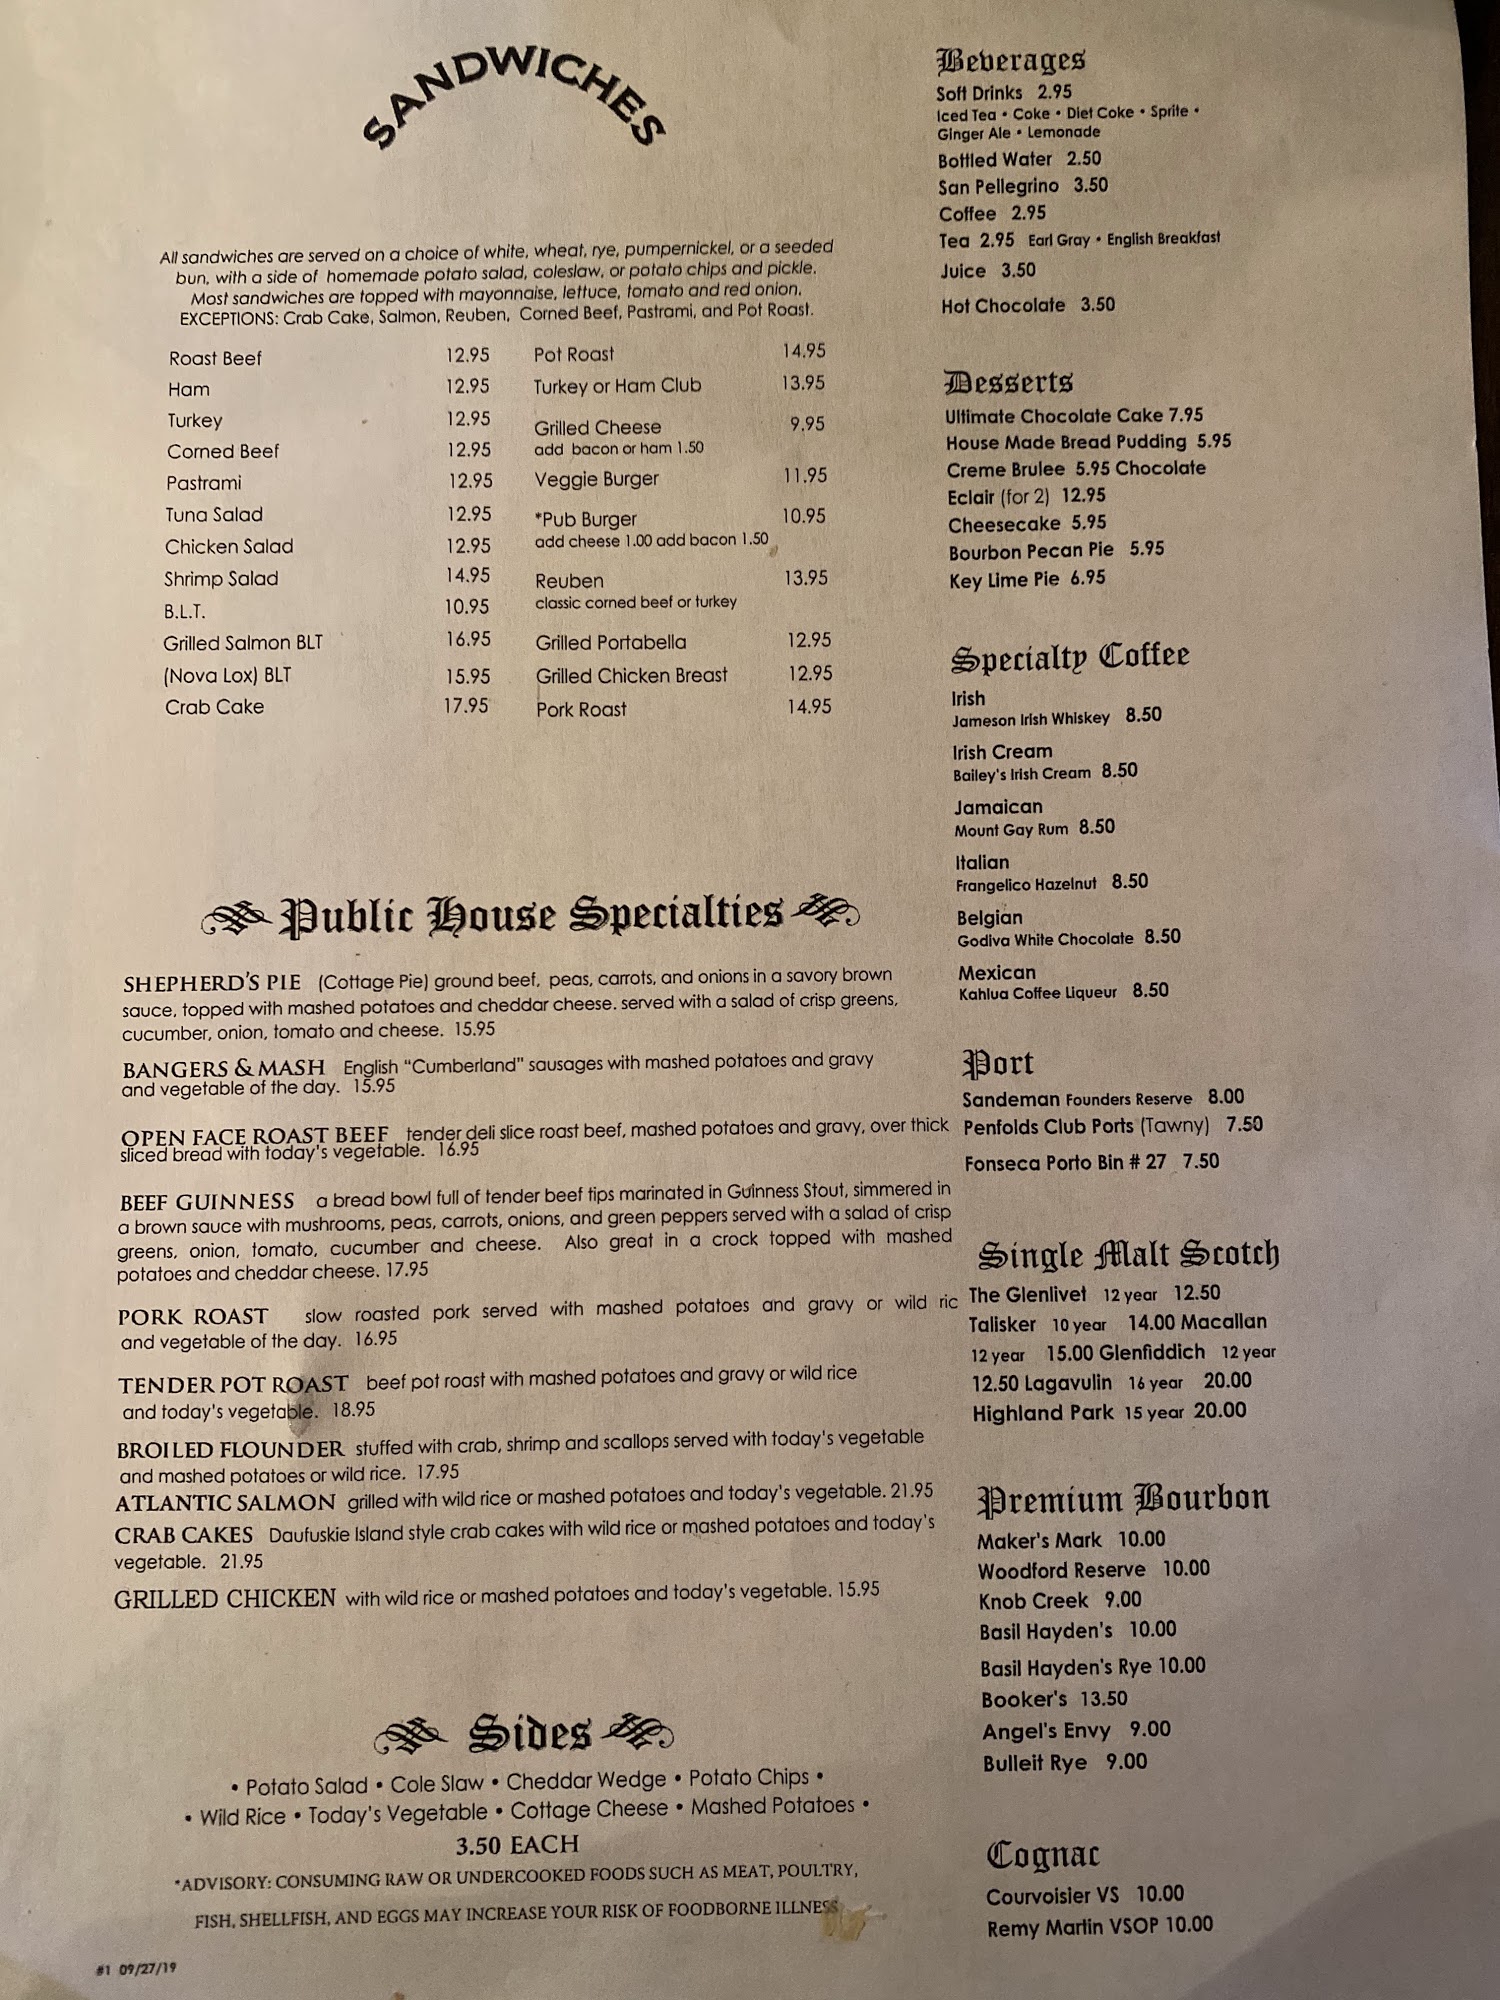 SANDWICHES
All sandwiches are served on a choice of white, wheat, rye, pumpernickel, or a seeded
bun, with a side of homemade potato salad, coleslaw, or potato chips and pickle.
Most sandwiches are topped with mayonnaise, lettuce, tomato and red onion.
EXCEPTIONS: Crab Cake, Salmon, Reuben, Corned Beef, Pastrami, and Pot Roast.
Roast Beef 12.95
Ham 12.95
Turkey 12.95
Corned Beef 12.95
Pastrami 12.95
Tuna Salad 12.95
Chicken Salad 12.95
Shrimp Salad 14.95
B.L.T. 10.95
Grilled Salmon BLT 16.95
(Nova Lox) BLT 15.95
Crab Cake 17.95
Pot Roast 14.95
Turkey or Ham Club 13.95
Grilled Cheese 9.95
add bacon or ham 1.50
Veggie Burger 11.95
*Pub Burger 10.95
add cheese 1.00 add bacon 1.50
Reuben 13.95
classic corned beef or turkey
Grilled Portabella 12.95
Grilled Chicken Breast 12.95
Pork Roast 14.95
Public House Specialties
SHEPHERD'S PIE (Cottage Pie) ground beef, peas, carrots, and onions in a savory brown
sauce, topped with mashed potatoes and cheddar cheese. served with a salad of crisp greens,
cucumber, onion, tomato and cheese. 15.95
BANGERS & MASH English "Cumberland" sausages with mashed potatoes and gravy
and vegetable of the day. 15.95
OPEN FACE ROAST BEEF tender deli slice roast beef, mashed potatoes and gravy, over thick
sliced bread with today's vegetable. 16.95
BEEF GUINNESS a bread bowl full of tender beef tips marinated in Guinness Stout, simmered in
a brown sauce with mushrooms, peas, carrots, onions, and green peppers served with a salad of crisp
greens, onion, tomato, cucumber and cheese. Also great in a crock topped with mashed
potatoes and cheddar cheese. 17.95
PORK ROAST slow roasted pork served with mashed potatoes and gravy or wild ric
and vegetable of the day. 16.95
TENDER POT ROAST beef pot roast with mashed potatoes and gravy or wild rice
and today's vegetable. 18.95
BROILED FLOUNDER stuffed with crab, shrimp and scallops served with today's vegetable
and mashed potatoes or wild rice. 17.95
ATLANTIC SALMON grilled with wild rice or mashed potatoes and today's vegetable. 21.95
CRAB CAKES Daufuskie Island style crab cakes with wild rice or mashed potatoes and today's
vegetable. 21.95
GRILLED CHICKEN with wild rice or mashed potatoes and today's vegetable. 15.95
Sides
• Potato Salad • Cole Slaw • Cheddar Wedge • Potato Chips •
• Wild Rice • Today's Vegetable • Cottage Cheese • Mashed Potatoes •
3.50 EACH
*ADVISORY: CONSUMING RAW OR UNDERCOOKED FOODS SUCH AS MEAT, POULTRY,
FISH, SHELLFISH, AND EGGS MAY INCREASE YOUR RISK OF FOODBORNE ILLNESS
#1 09/27/19
Beverages
Soft Drinks 2.95
Iced Tea • Coke • Diet Coke • Sprite •
Ginger Ale • Lemonade
Bottled Water 2.50
San Pellegrino 3.50
Coffee 2.95
Tea 2.95 Earl Gray • English Breakfast
Juice 3.50
Hot Chocolate 3.50
Desserts
Ultimate Chocolate Cake 7.95
House Made Bread Pudding 5.95
Creme Brulee 5.95 Chocolate
Eclair (for 2) 12.95
Cheesecake 5.95
Bourbon Pecan Pie 5.95
Key Lime Pie 6.95
Specialty Coffee
Irish
Jameson Irish Whiskey 8.50
Irish Cream
Bailey's Irish Cream 8.50
Jamaican
Mount Gay Rum 8.50
Italian
Frangelico Hazelnut 8.50
Belgian
Godiva White Chocolate 8.50
Mexican
Kahlua Coffee Liqueur 8.50
Port
Sandeman Founders Reserve 8.00
Penfolds Club Ports (Tawny) 7.50
Fonseca Porto Bin # 27 7.50
Single Malt Scotch
The Glenlivet 12 year 12.50
Talisker 10 year 14.00 Macallan
12 year 15.00 Glenfiddich 12 year
12.50 Lagavulin 16 year 20.00
Highland Park 15 year 20.00
Premium Bourbon
Maker's Mark 10.00
Woodford Reserve 10.00
Knob Creek 9.00
Basil Hayden's 10.00
Basil Hayden's Rye 10.00
Booker's 13.50
Angel's Envy 9.00
Bulleit Rye 9.00
Cognac
Courvoisier VS 10.00
Remy Martin VSOP 10.00